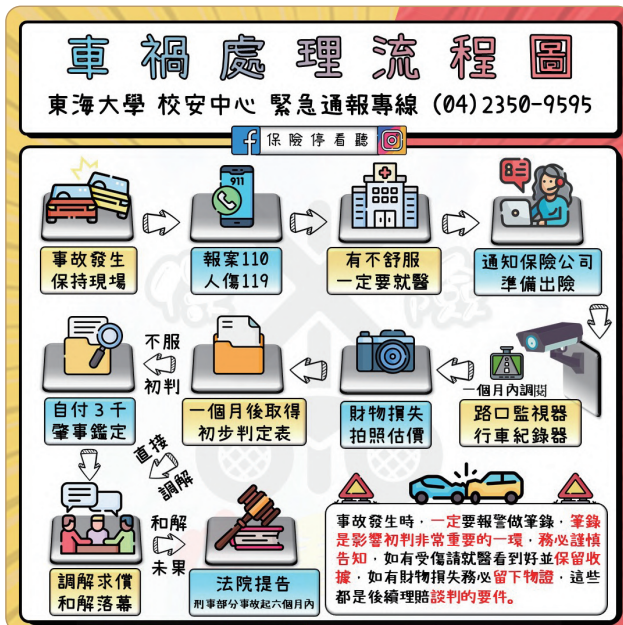 車禍處理流程圖
東海大學 校安中心 緊急通報專線 (04)2350-9595
保險停看聽
911
事故發生
保持現場
報案110
人傷119
有不舒服
一定要就醫
通知保險公司
準備出險
一個月內調閱
路口監視器
行車紀錄器
財物損失
拍照估價
一個月後取得
初步判定表
不服
初判
自付3千
肇事鑑定
直接
調解
調解求償
和解落幕
和解
未果
法院提告
刑事部分事故起六個月內
事故發生時，一定要報警做筆錄，筆錄
是影響初判非常重要的一環，務必謹慎
告知，如有受傷請就醫看到好並保留收
據，如有財物損失務必留下物證，這些
都是後續理賠談判的要件。